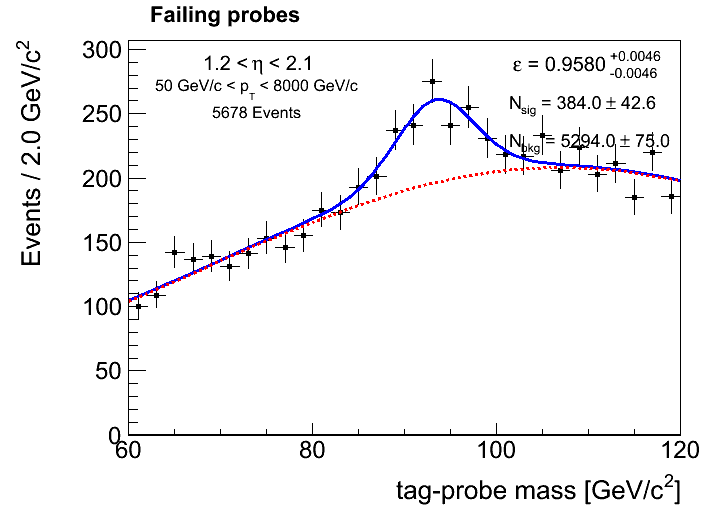 Failing probes
Events / 2.0 GeV/c²
300
250
200
150
100
50
0
1.2 < η < 2.1
50 GeV/c < p_T < 8000 GeV/c
5678 Events
ε = 0.9580 +0.0046 -0.0046
N_sig = 384.0 ± 42.6
N_bkg = 5294.0 ± 75.0
60 80 100 120
tag-probe mass [GeV/c²]